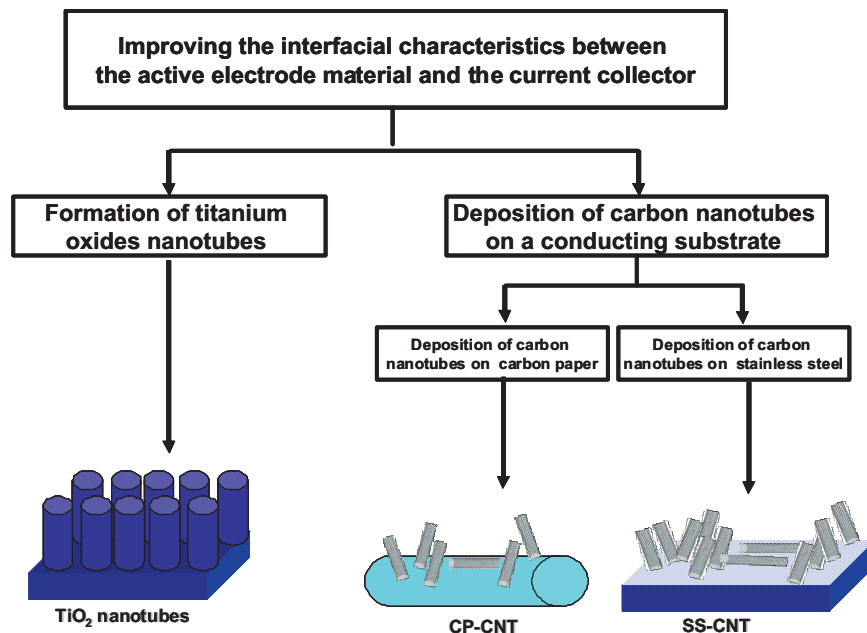 Improving the interfacial characteristics between
the active electrode material and the current collector
Formation of titanium
oxides nanotubes
Deposition of carbon nanotubes
on a conducting substrate
Deposition of carbon
nanotubes on carbon paper
Deposition of carbon
nanotubes on stainless steel
TiO₂ nanotubes
CP-CNT
SS-CNT